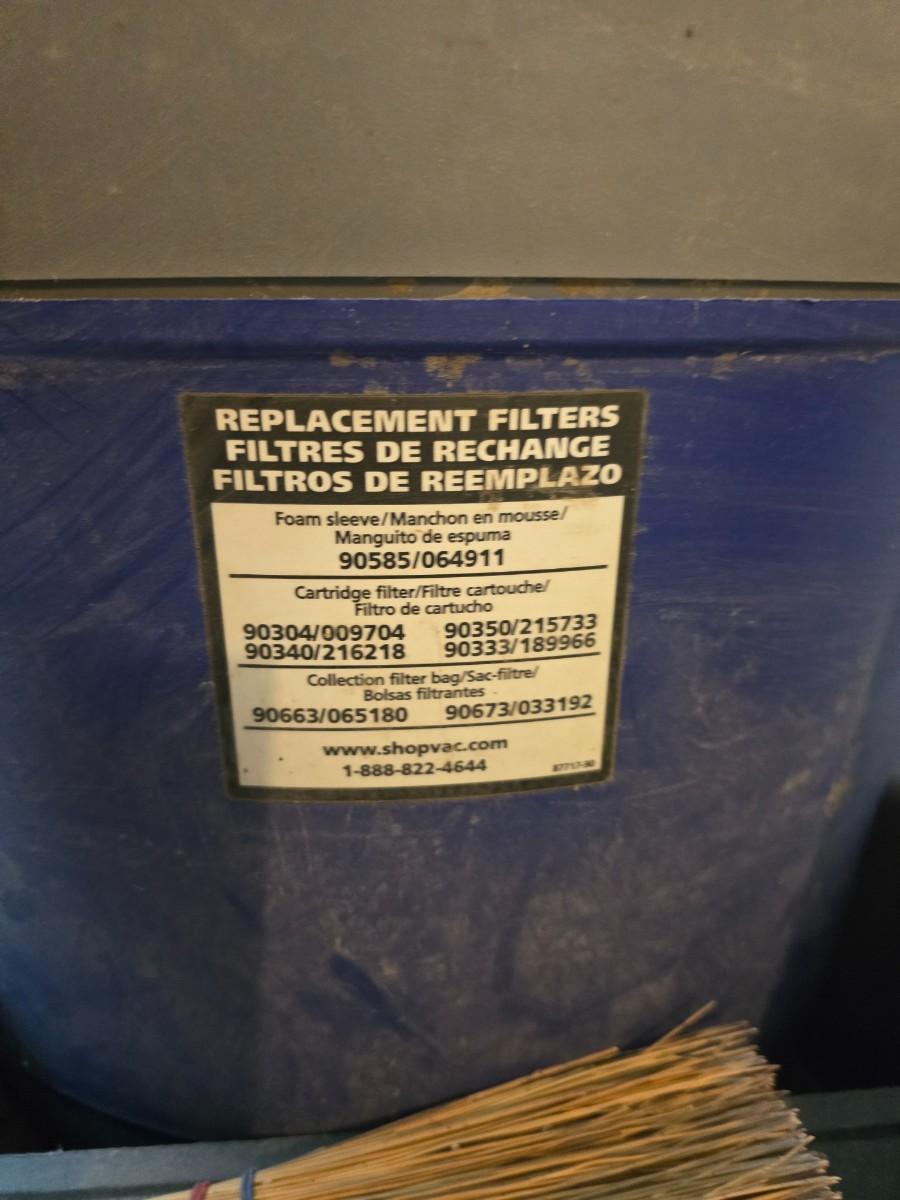 REPLACEMENT FILTERS
FILTRES DE RECHANGE
FILTROS DE REEMPLAZO
Foam sleeve/Manchon en mousse/
Manguito de espuma
90585/064911
Cartridge filter/Filtre cartouche/
Filtro de cartucho
90304/009704 90350/215733
90340/216218 90333/189966
Collection filter bag/Sac-filtre/
Bolsas filtrantes
90663/065180 90673/033192
www.shopvac.com
1-888-822-4644